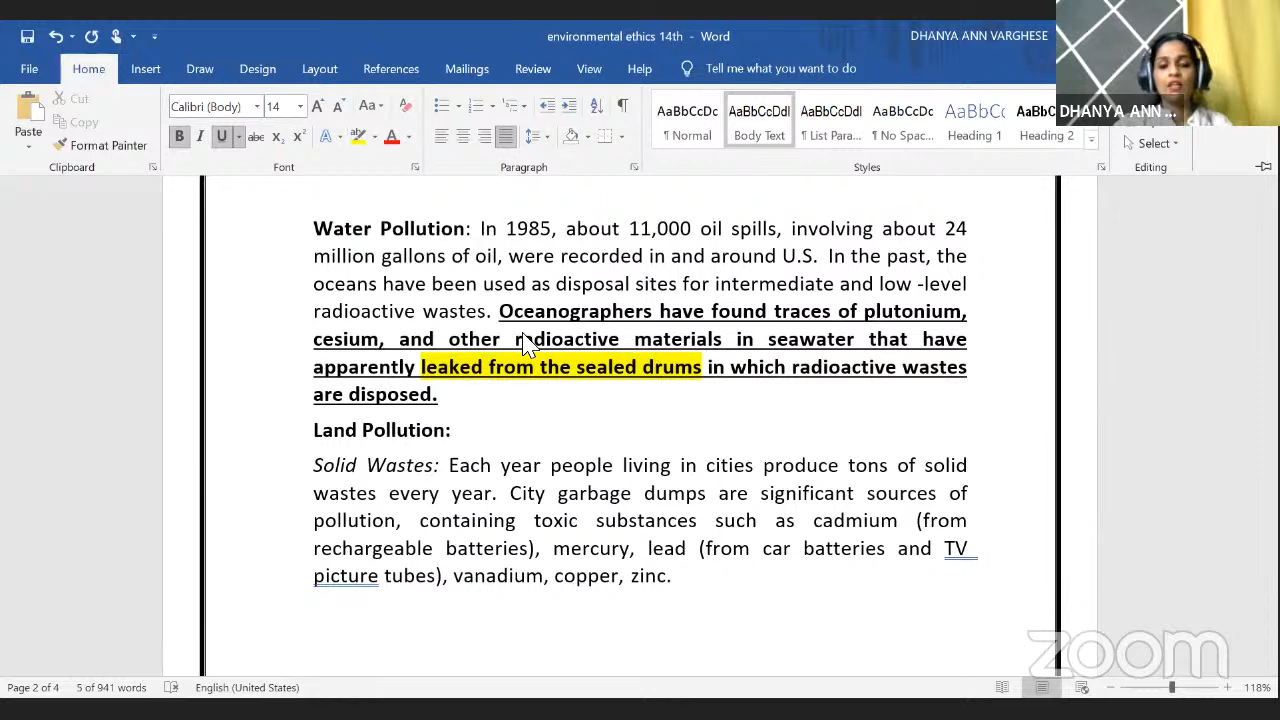 environmental ethics 14th - Word
DHANYA ANN VARGHESE
File Home Insert Draw Design Layout References Mailings Review View Help Tell me what you want to do
DHANYA ANN ...
Paste
Cut
Copy
Format Painter
Clipboard
Calibri (Body) 14
Font
Paragraph
AaBbCcDc AaBbCcDdI AaBbCcDdI AaBbCcDc AaBbCc AaBbCcD
¶ Normal Body Text ¶ List Para... ¶ No Spac... Heading 1 Heading 2
Styles
Select
Editing
Water Pollution: In 1985, about 11,000 oil spills, involving about 24
million gallons of oil, were recorded in and around U.S. In the past, the
oceans have been used as disposal sites for intermediate and low -level
radioactive wastes. Oceanographers have found traces of plutonium,
cesium, and other radioactive materials in seawater that have
apparently leaked from the sealed drums in which radioactive wastes
are disposed.
Land Pollution:
Solid Wastes: Each year people living in cities produce tons of solid
wastes every year. City garbage dumps are significant sources of
pollution, containing toxic substances such as cadmium (from
rechargeable batteries), mercury, lead (from car batteries and TV
picture tubes), vanadium, copper, zinc.
zoom
Page 2 of 4 5 of 941 words English (United States) 118%